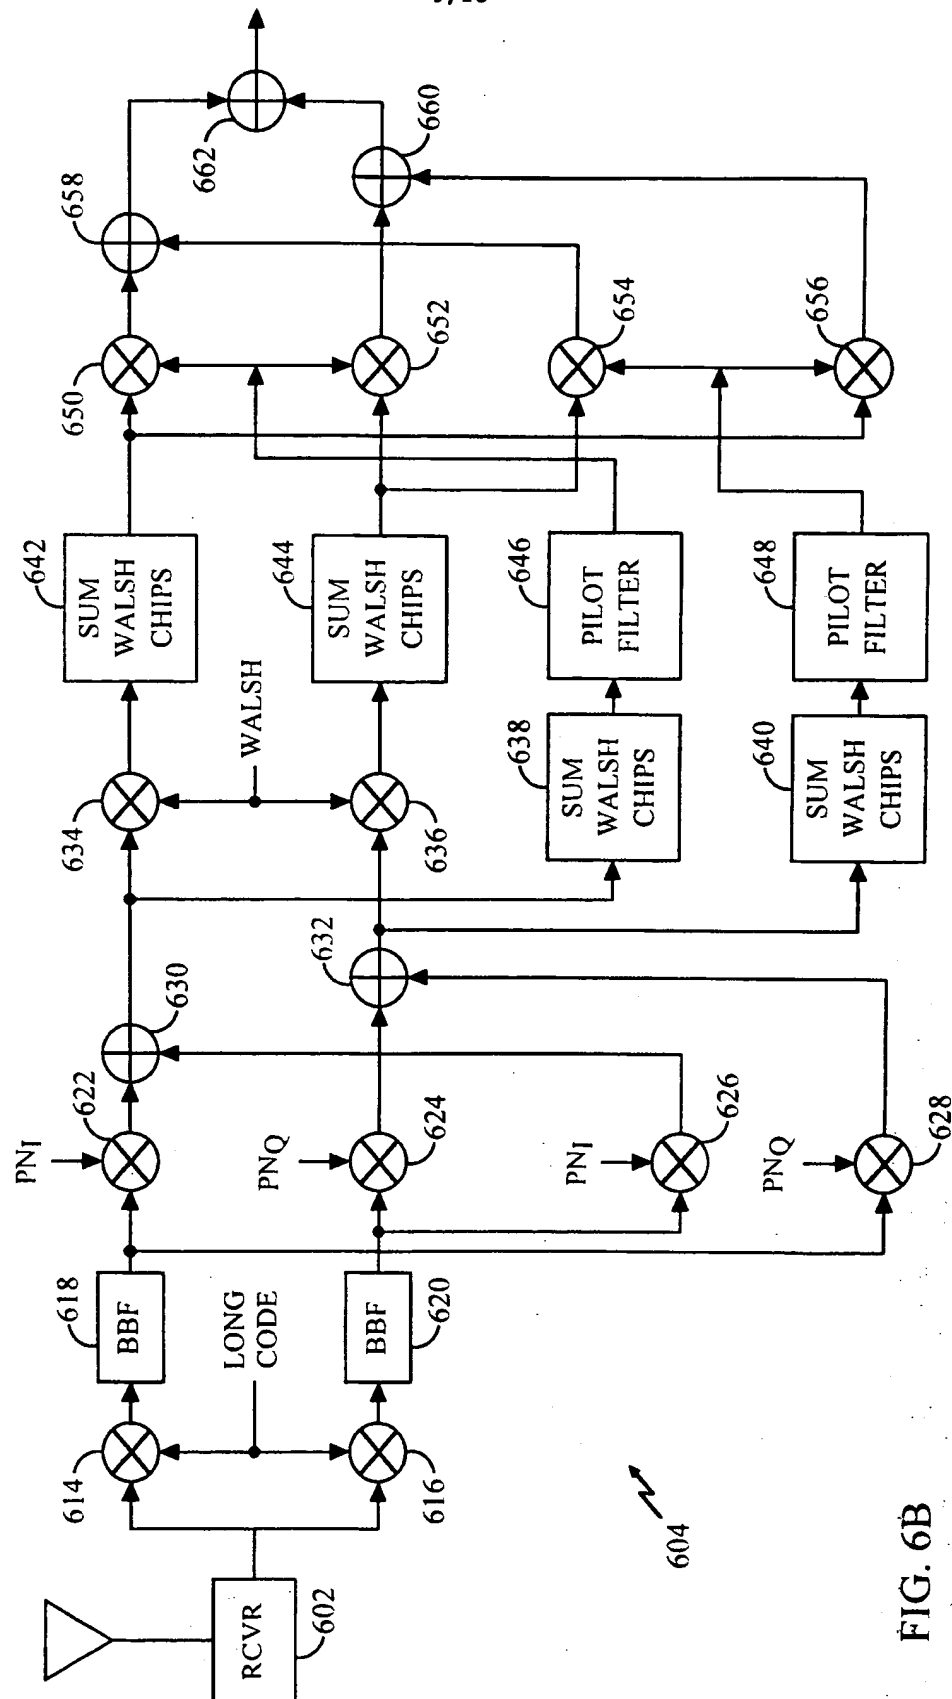 662
660
658
650
652
654
656
642
SUM
WALSH
CHIPS
644
SUM
WALSH
CHIPS
646
PILOT
FILTER
648
PILOT
FILTER
634
WALSH
636
638
SUM
WALSH
CHIPS
640
SUM
WALSH
CHIPS
630
632
PNI
622
PNQ
624
PNI
626
PNQ
628
618
BBF
LONG
CODE
620
BBF
614
616
RCVR
602
604
FIG. 6B